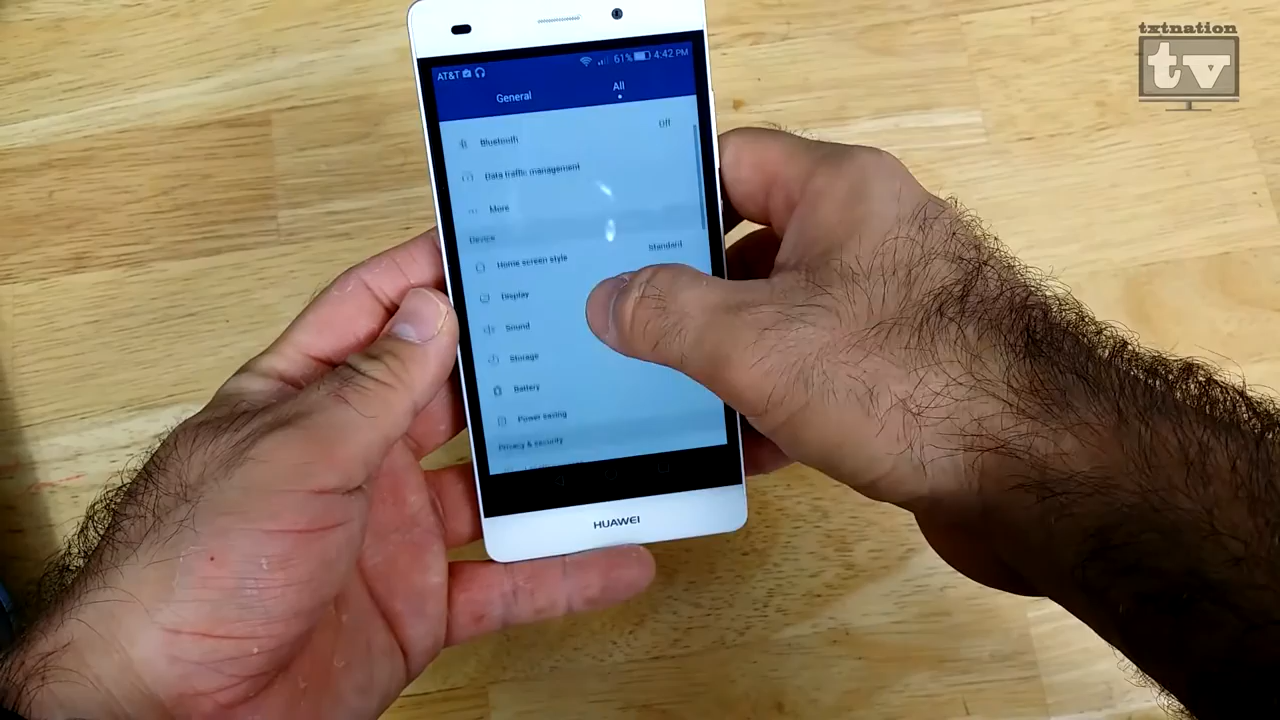 txtnation
tv
AT&T 61% 4:42 PM
General All
Bluetooth Off
Data traffic management
More
Device
Home screen style Standard
Display
Sound
Storage
Battery
Power saving
Privacy & security
HUAWEI